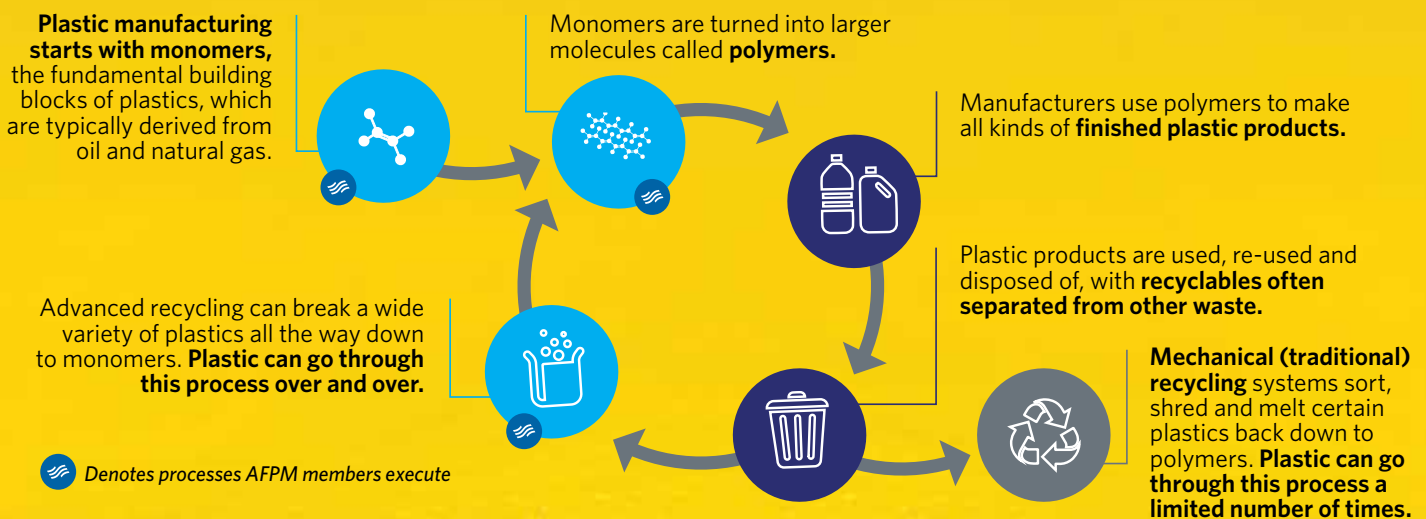 Plastic manufacturing
starts with monomers,
the fundamental building
blocks of plastics, which
are typically derived from
oil and natural gas.
Monomers are turned into larger
molecules called polymers.
Manufacturers use polymers to make
all kinds of finished plastic products.
Plastic products are used, re-used and
disposed of, with recyclables often
separated from other waste.
Mechanical (traditional)
recycling systems sort,
shred and melt certain
plastics back down to
polymers. Plastic can go
through this process a
limited number of times.
Advanced recycling can break a wide
variety of plastics all the way down
to monomers. Plastic can go through
this process over and over.
Denotes processes AFPM members execute